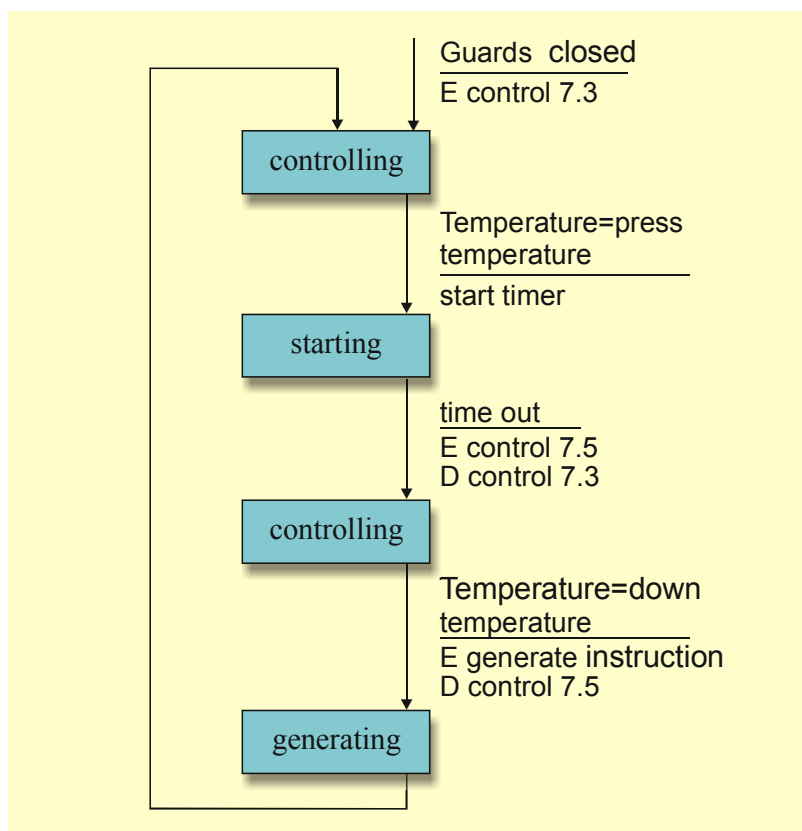 Guards closed
E control 7.3
controlling
Temperature=press
temperature
start timer
starting
time out
E control 7.5
D control 7.3
controlling
Temperature=down
temperature
E generate instruction
D control 7.5
generating